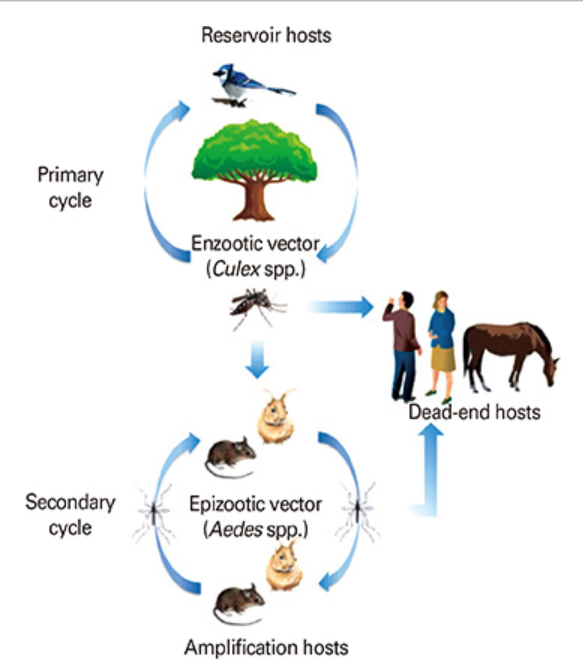 Reservoir hosts
Primary
cycle
Enzootic vector
(Culex spp.)
Dead-end hosts
Secondary
cycle
Epizootic vector
(Aedes spp.)
Amplification hosts